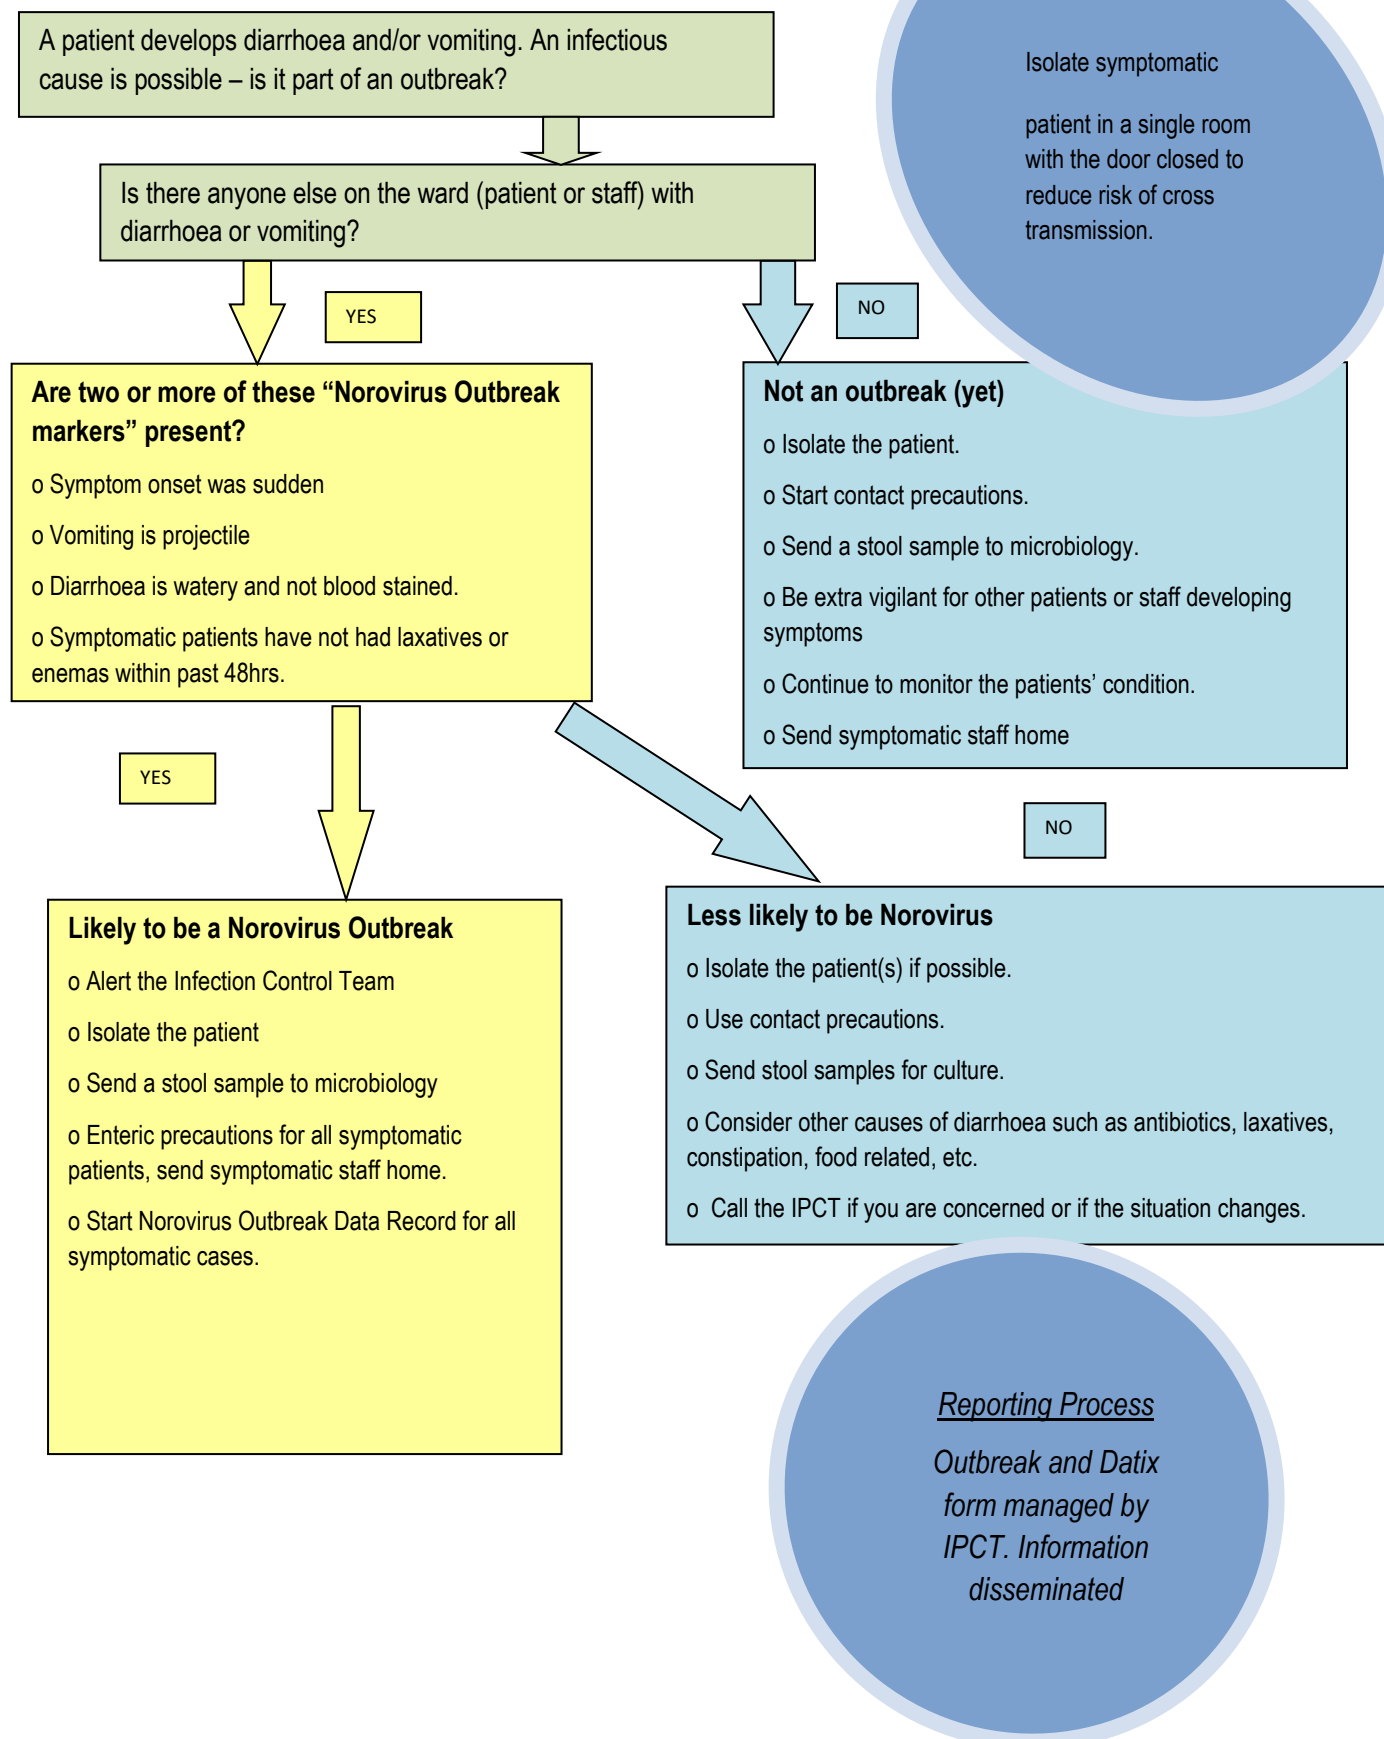 A patient develops diarrhoea and/or vomiting. An infectious
cause is possible – is it part of an outbreak?
Isolate symptomatic
patient in a single room
with the door closed to
reduce risk of cross
transmission.
Is there anyone else on the ward (patient or staff) with
diarrhoea or vomiting?
YES
NO
Are two or more of these “Norovirus Outbreak
markers” present?
o Symptom onset was sudden
o Vomiting is projectile
o Diarrhoea is watery and not blood stained.
o Symptomatic patients have not had laxatives or
enemas within past 48hrs.
Not an outbreak (yet)
o Isolate the patient.
o Start contact precautions.
o Send a stool sample to microbiology.
o Be extra vigilant for other patients or staff developing
symptoms
o Continue to monitor the patients’ condition.
o Send symptomatic staff home
YES
NO
Likely to be a Norovirus Outbreak
o Alert the Infection Control Team
o Isolate the patient
o Send a stool sample to microbiology
o Enteric precautions for all symptomatic
patients, send symptomatic staff home.
o Start Norovirus Outbreak Data Record for all
symptomatic cases.
Less likely to be Norovirus
o Isolate the patient(s) if possible.
o Use contact precautions.
o Send stool samples for culture.
o Consider other causes of diarrhoea such as antibiotics, laxatives,
constipation, food related, etc.
o Call the IPCT if you are concerned or if the situation changes.
Reporting Process
Outbreak and Datix
form managed by
IPCT. Information
disseminated